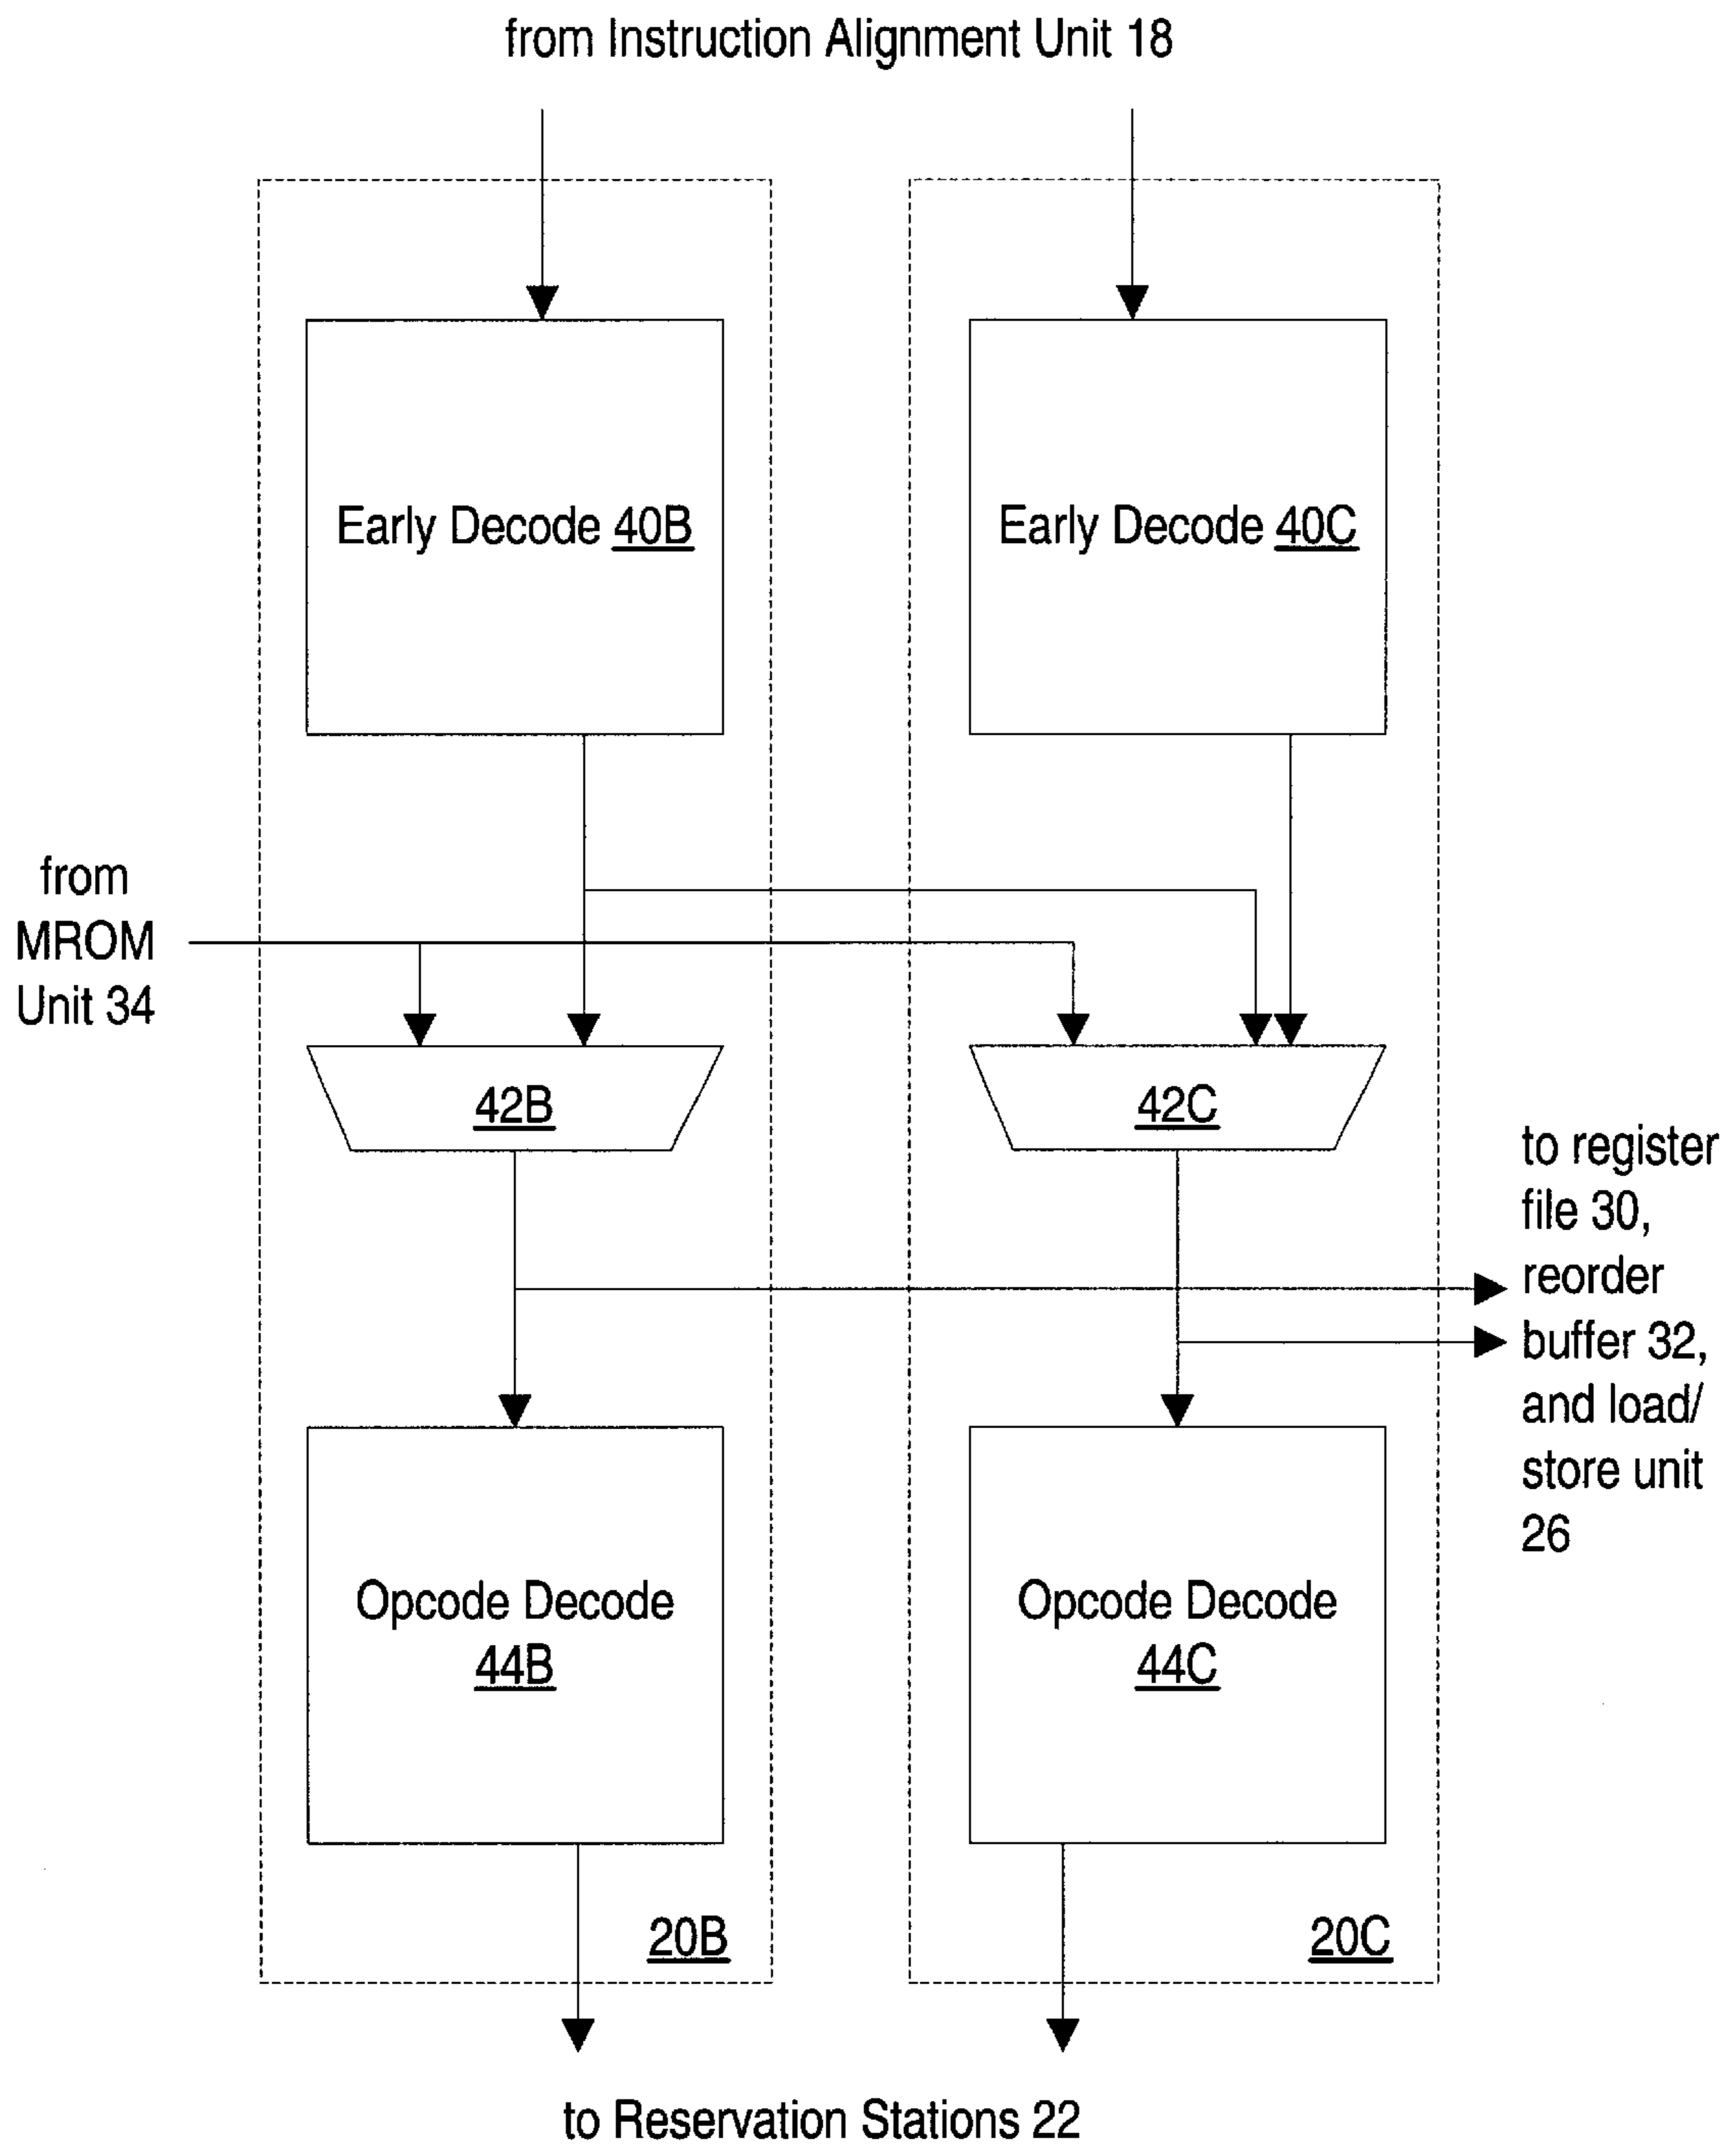 from Instruction Alignment Unit 18
Early Decode 40B
Early Decode 40C
from
MROM
Unit 34
42B
42C
to register
file 30,
reorder
buffer 32,
and load/
store unit
26
Opcode Decode
44B
Opcode Decode
44C
20B
20C
to Reservation Stations 22